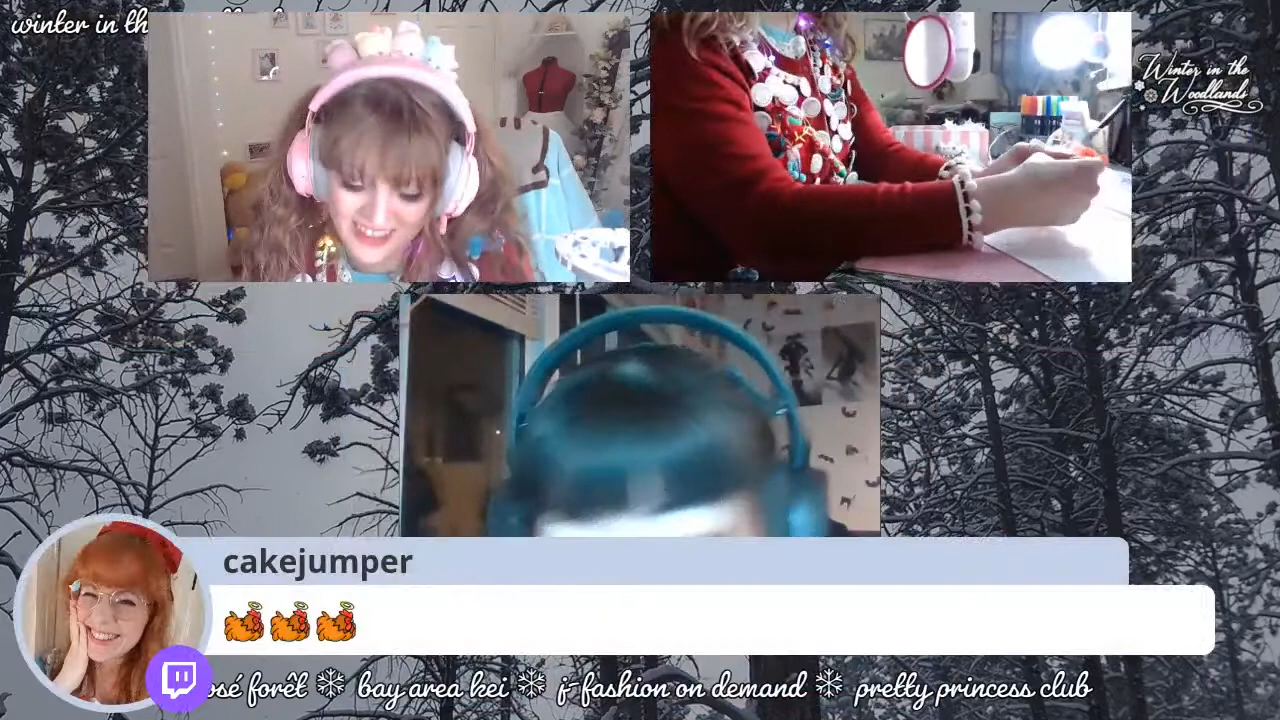 winter in th
Winter in the
Woodlands
cakejumper
osé forêt ❄ bay area kei ❄ j-fashion on demand ❄ pretty princess club